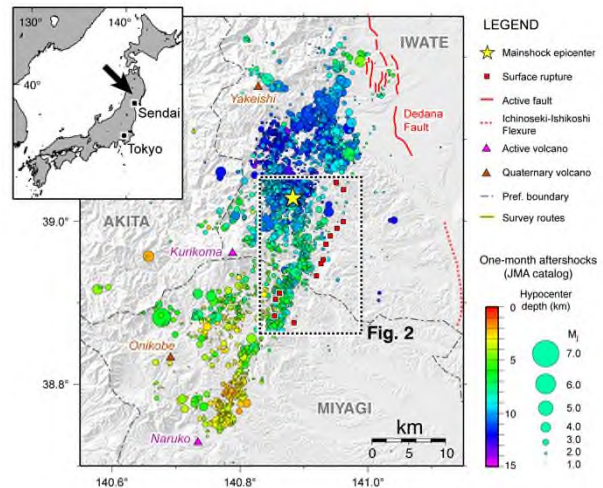 130°
140°
40°
Sendai
Tokyo
IWATE
Yakeishi
Dedana
Fault
39.0°
AKITA
Kurikoma
Fig. 2
Onikobe
38.8°
MIYAGI
km
Naruko
0
5
10
140.6°
140.8°
141.0°
LEGEND
Mainshock epicenter
Surface rupture
Active fault
Ichinoseki-Ishikoshi
Flexure
Active volcano
Quaternary volcano
Pref. boundary
Survey routes
One-month aftershocks
(JMA catalog)
Hypocenter
depth (km)
0
5
10
15
Mj
7.0
6.0
5.0
4.0
3.0
2.0
1.0